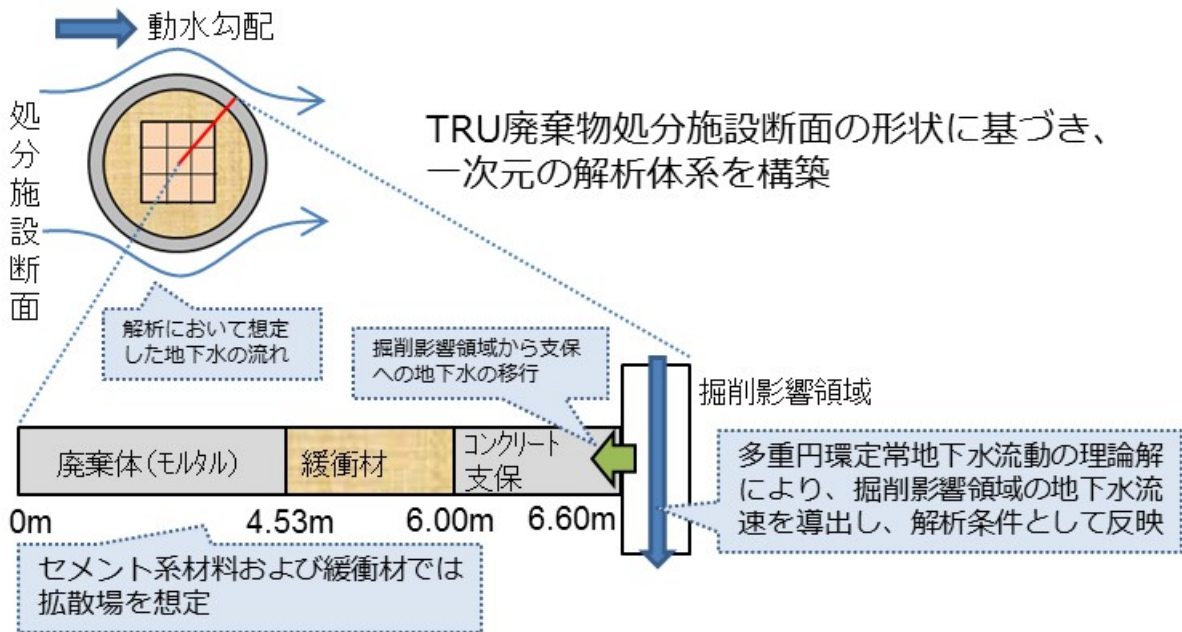 動水勾配
処分施設断面
TRU廃棄物処分施設断面の形状に基づき、
一次元の解析体系を構築
解析において想定
した地下水の流れ
掘削影響領域から支保
への地下水の移行
掘削影響領域
廃棄体(モルタル)
緩衝材
コンクリート
支保
多重円環定常地下水流動の理論解
により、掘削影響領域の地下水流
速を導出し、解析条件として反映
0m
4.53m
6.00m
6.60m
セメント系材料および緩衝材では
拡散場を想定